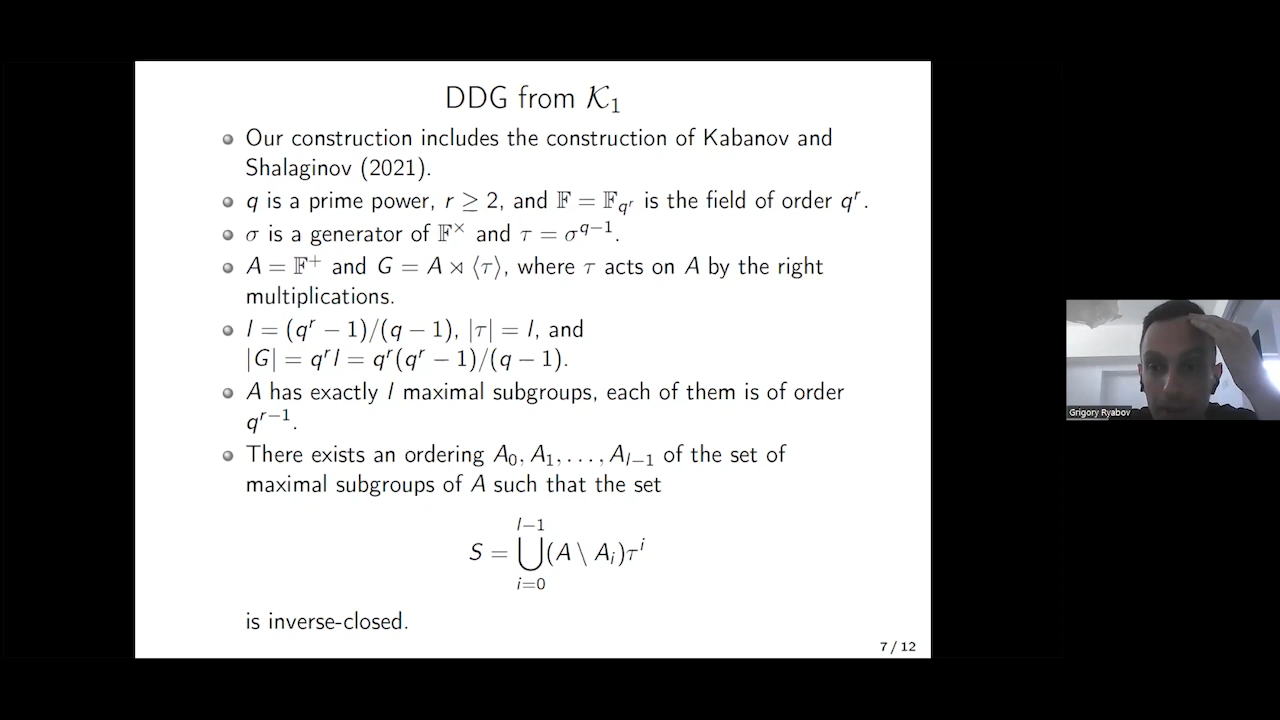 DDG from 𝒦₁
Our construction includes the construction of Kabanov and
Shalaginov (2021).
q is a prime power, r ≥ 2, and 𝔽 = 𝔽_{q^r} is the field of order q^r.
σ is a generator of 𝔽^× and τ = σ^{q−1}.
A = 𝔽^+ and G = A ⋊ ⟨τ⟩, where τ acts on A by the right
multiplications.
l = (q^r − 1)/(q − 1), |τ| = l, and
|G| = q^r l = q^r(q^r − 1)/(q − 1).
A has exactly l maximal subgroups, each of them is of order
q^{r−1}.
There exists an ordering A₀, A₁, . . . , A_{l−1} of the set of
maximal subgroups of A such that the set
S = ⋃_{i=0}^{l−1} (A \ A_i)τ^i
is inverse-closed.
7 / 12
Grigory Ryabov